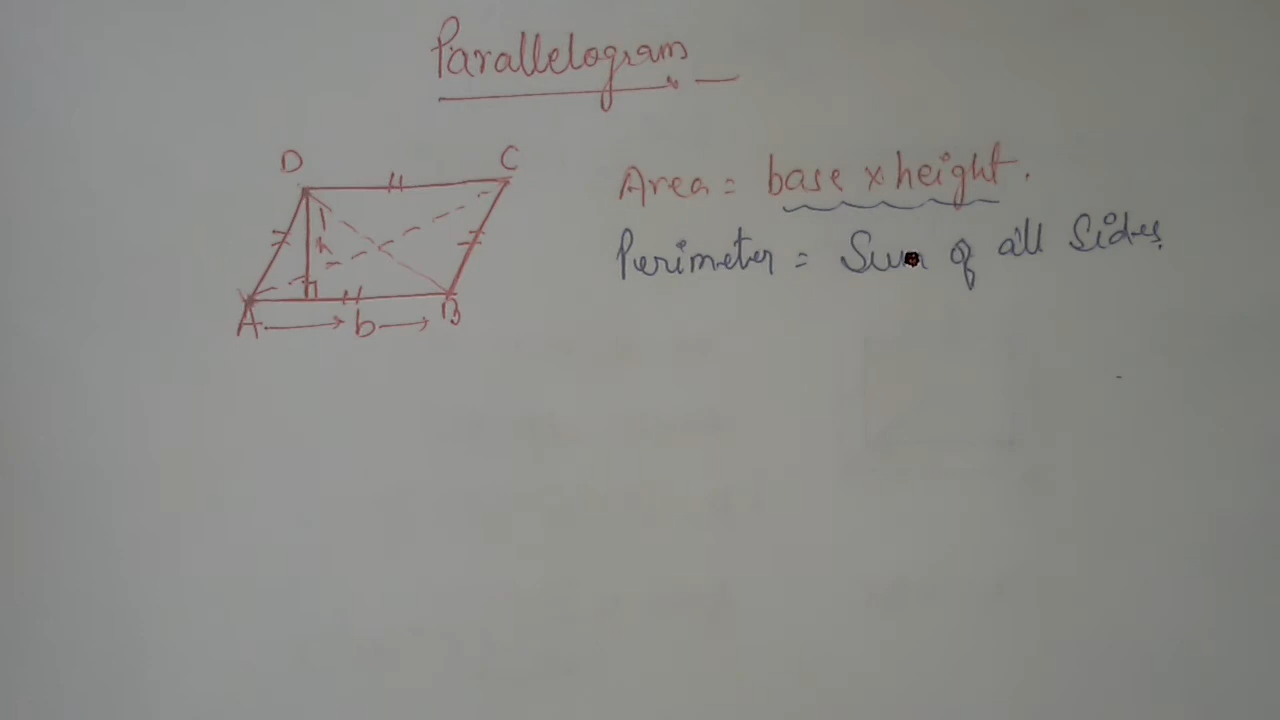 Parallelogram
D C
h
A b B
Area = base x height.
Perimeter = Sum of all Sides.